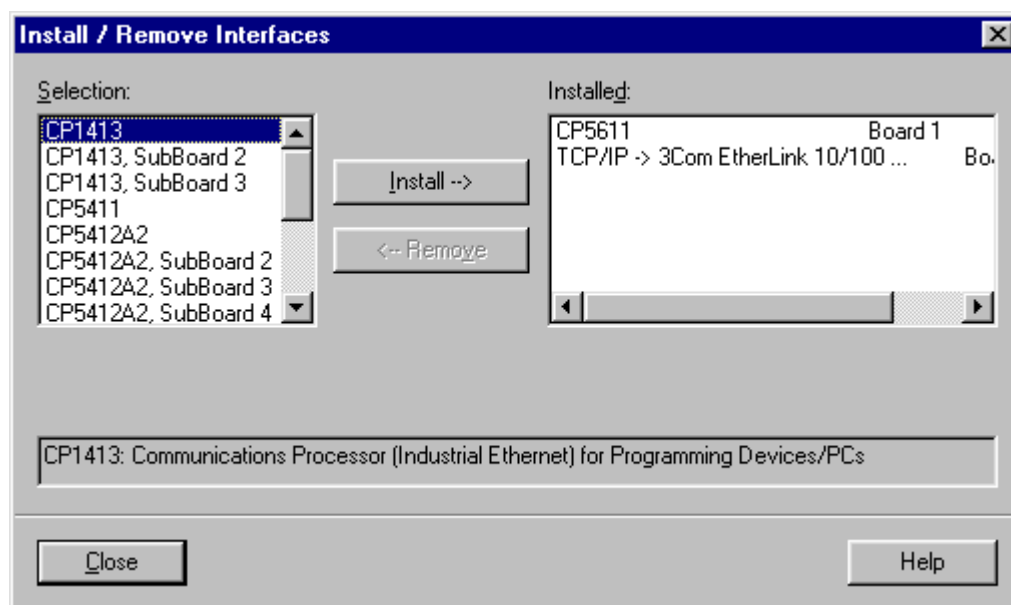 Install / Remove Interfaces
Selection:
CP1413
CP1413, SubBoard 2
CP1413, SubBoard 3
CP5411
CP5412A2
CP5412A2, SubBoard 2
CP5412A2, SubBoard 3
CP5412A2, SubBoard 4
Install -->
<-- Remove
Installed:
CP5611 Board 1
TCP/IP -> 3Com EtherLink 10/100 ... Bo
CP1413: Communications Processor (Industrial Ethernet) for Programming Devices/PCs
Close
Help